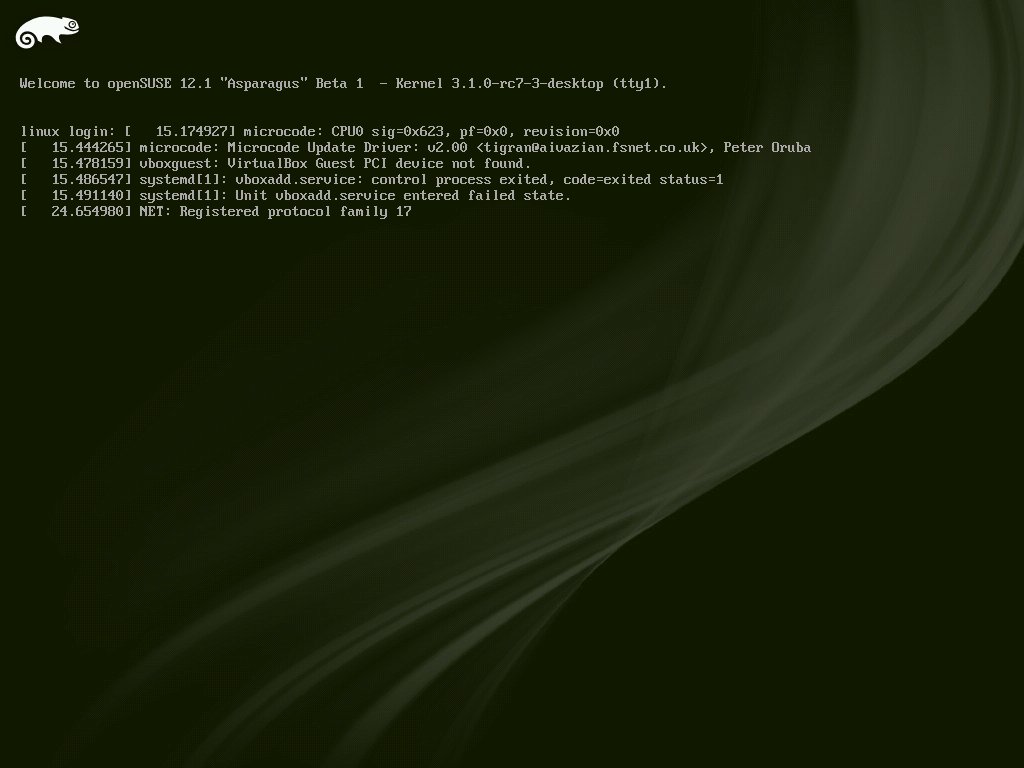 Welcome to openSUSE 12.1 "Asparagus" Beta 1  - Kernel 3.1.0-rc7-3-desktop (tty1).
linux login: [   15.174927] microcode: CPU0 sig=0x623, pf=0x0, revision=0x0
[   15.444265] microcode: Microcode Update Driver: v2.00 <tigran@aivazian.fsnet.co.uk>, Peter Oruba
[   15.478159] vboxguest: VirtualBox Guest PCI device not found.
[   15.486547] systemd[1]: vboxadd.service: control process exited, code=exited status=1
[   15.491140] systemd[1]: Unit vboxadd.service entered failed state.
[   24.654980] NET: Registered protocol family 17